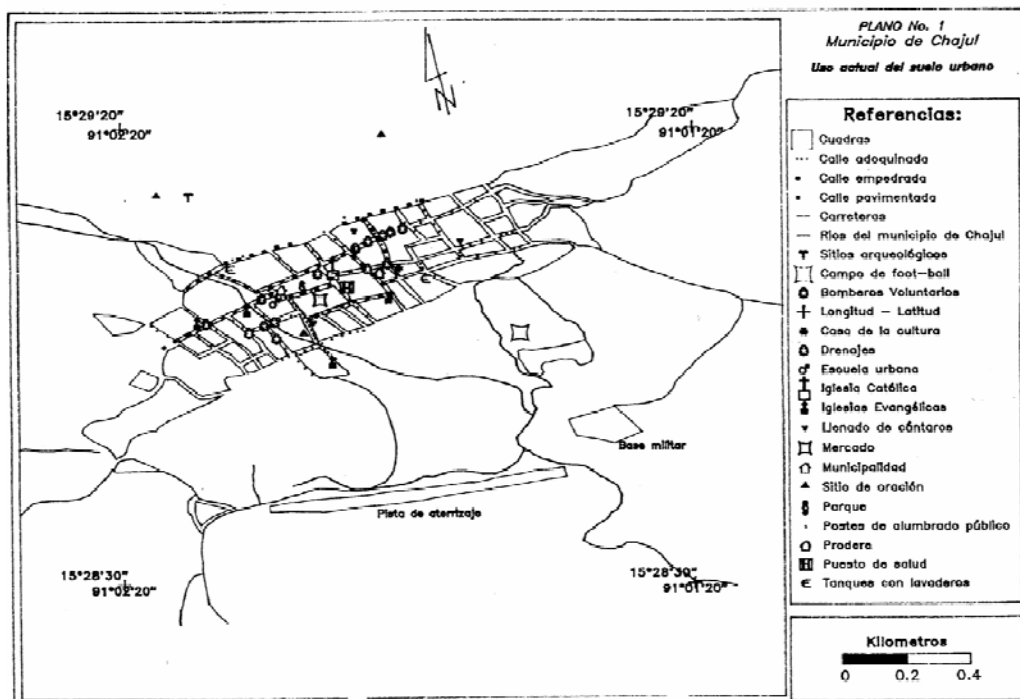 PLANO No. 1
Municipio de Chajul
Uso actual del suelo urbano
N
15°29'20"
91°02'20"
15°29'20"
91°01'20"
Base militar
Pista de aterrizaje
15°28'30"
91°02'20"
15°28'30"
91°01'20"
Referencias:
Cuadras
Calle adoquinada
Calle empedrada
Calle pavimentada
Carreteras
Rios del municipio de Chajul
Sitios arqueológicos
Campo de foot-ball
Bomberos Voluntarios
Longitud - Latitud
Casa de la cultura
Drenajes
Escuela urbana
Iglesia Católica
Iglesias Evangélicas
Llenado de cántaros
Mercado
Municipalidad
Sitio de oración
Parque
Postes de alumbrado público
Prodere
Puesto de salud
Tanques con lavaderos
Kilometros
0 0.2 0.4